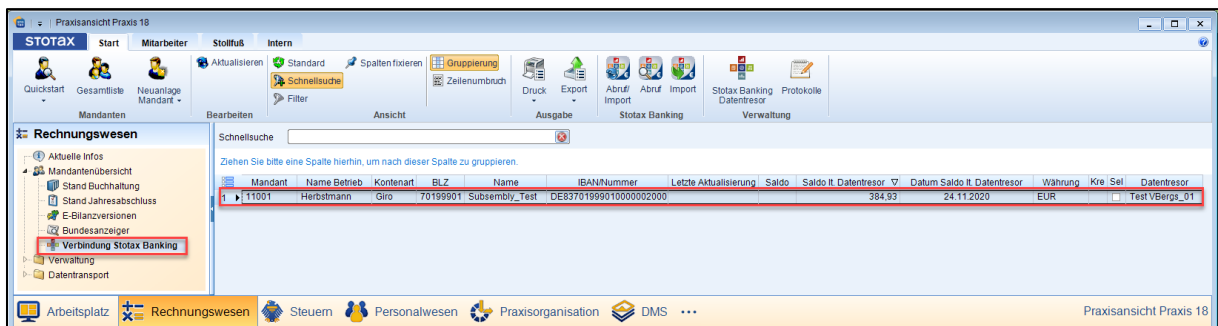 Praxisansicht Praxis 18
STOTAX Start Mitarbeiter Stollfuß Intern
Quickstart Gesamtliste Neuanlage Mandant
Mandanten
Aktualisieren
Bearbeiten
Standard Spalten fixieren Gruppierung
Schnellsuche Zeilenumbruch
Filter
Ansicht
Druck Export
Ausgabe
Abruf/ Import Abruf Import
Stotax Banking
Stotax Banking Datentresor Protokolle
Verwaltung
Rechnungswesen
Aktuelle Infos
Mandantenübersicht
Stand Buchhaltung
Stand Jahresabschluss
E-Bilanzversionen
Bundesanzeiger
Verbindung Stotax Banking
Verwaltung
Datentransport
Schnellsuche
Ziehen Sie bitte eine Spalte hierhin, um nach dieser Spalte zu gruppieren.
Mandant Name Betrieb Kontenart BLZ Name IBAN/Nummer Letzte Aktualisierung Saldo Saldo lt. Datentresor Datum Saldo lt. Datentresor Währung Kre Sel Datentresor
1 11001 Herbstmann Giro 70199901 Subsembly_Test DE83701999010000002000 384,93 24.11.2020 EUR Test VBergs_01
Arbeitsplatz Rechnungswesen Steuern Personalwesen Praxisorganisation DMS ••• Praxisansicht Praxis 18